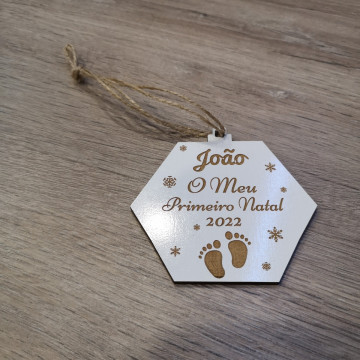 João
O Meu
Primeiro Natal
2022